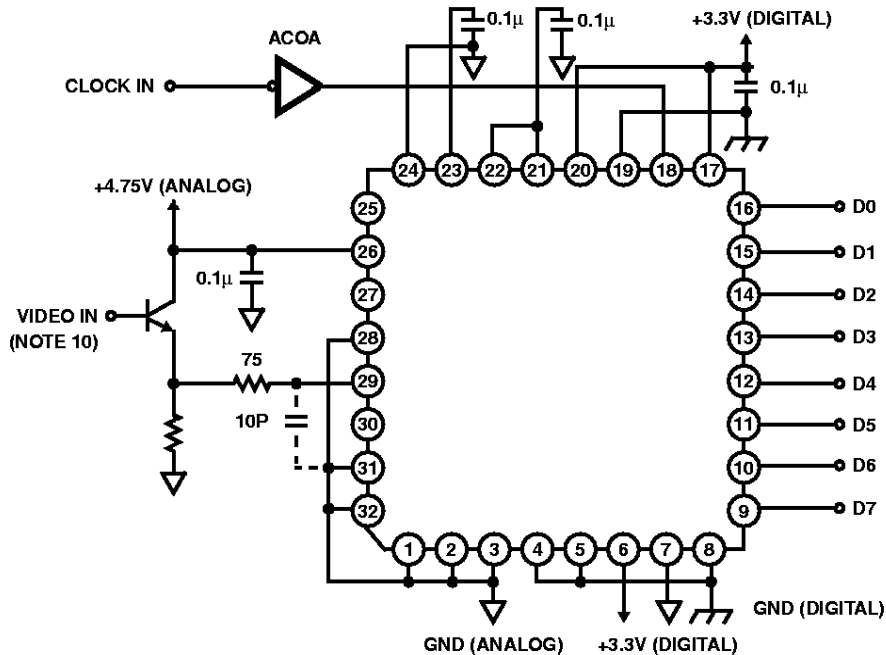 0.1µ
0.1µ
+3.3V (DIGITAL)
ACOA
CLOCK IN
0.1µ
24 23 22 21 20 19 18 17
+4.75V (ANALOG)
25
16 D0
26
15 D1
0.1µ
27
14 D2
VIDEO IN
(NOTE 10)
28
13 D3
75
29
12 D4
10P
30
11 D5
31
10 D6
32
9 D7
1 2 3 4 5 6 7 8
GND (DIGITAL)
GND (ANALOG)
+3.3V (DIGITAL)